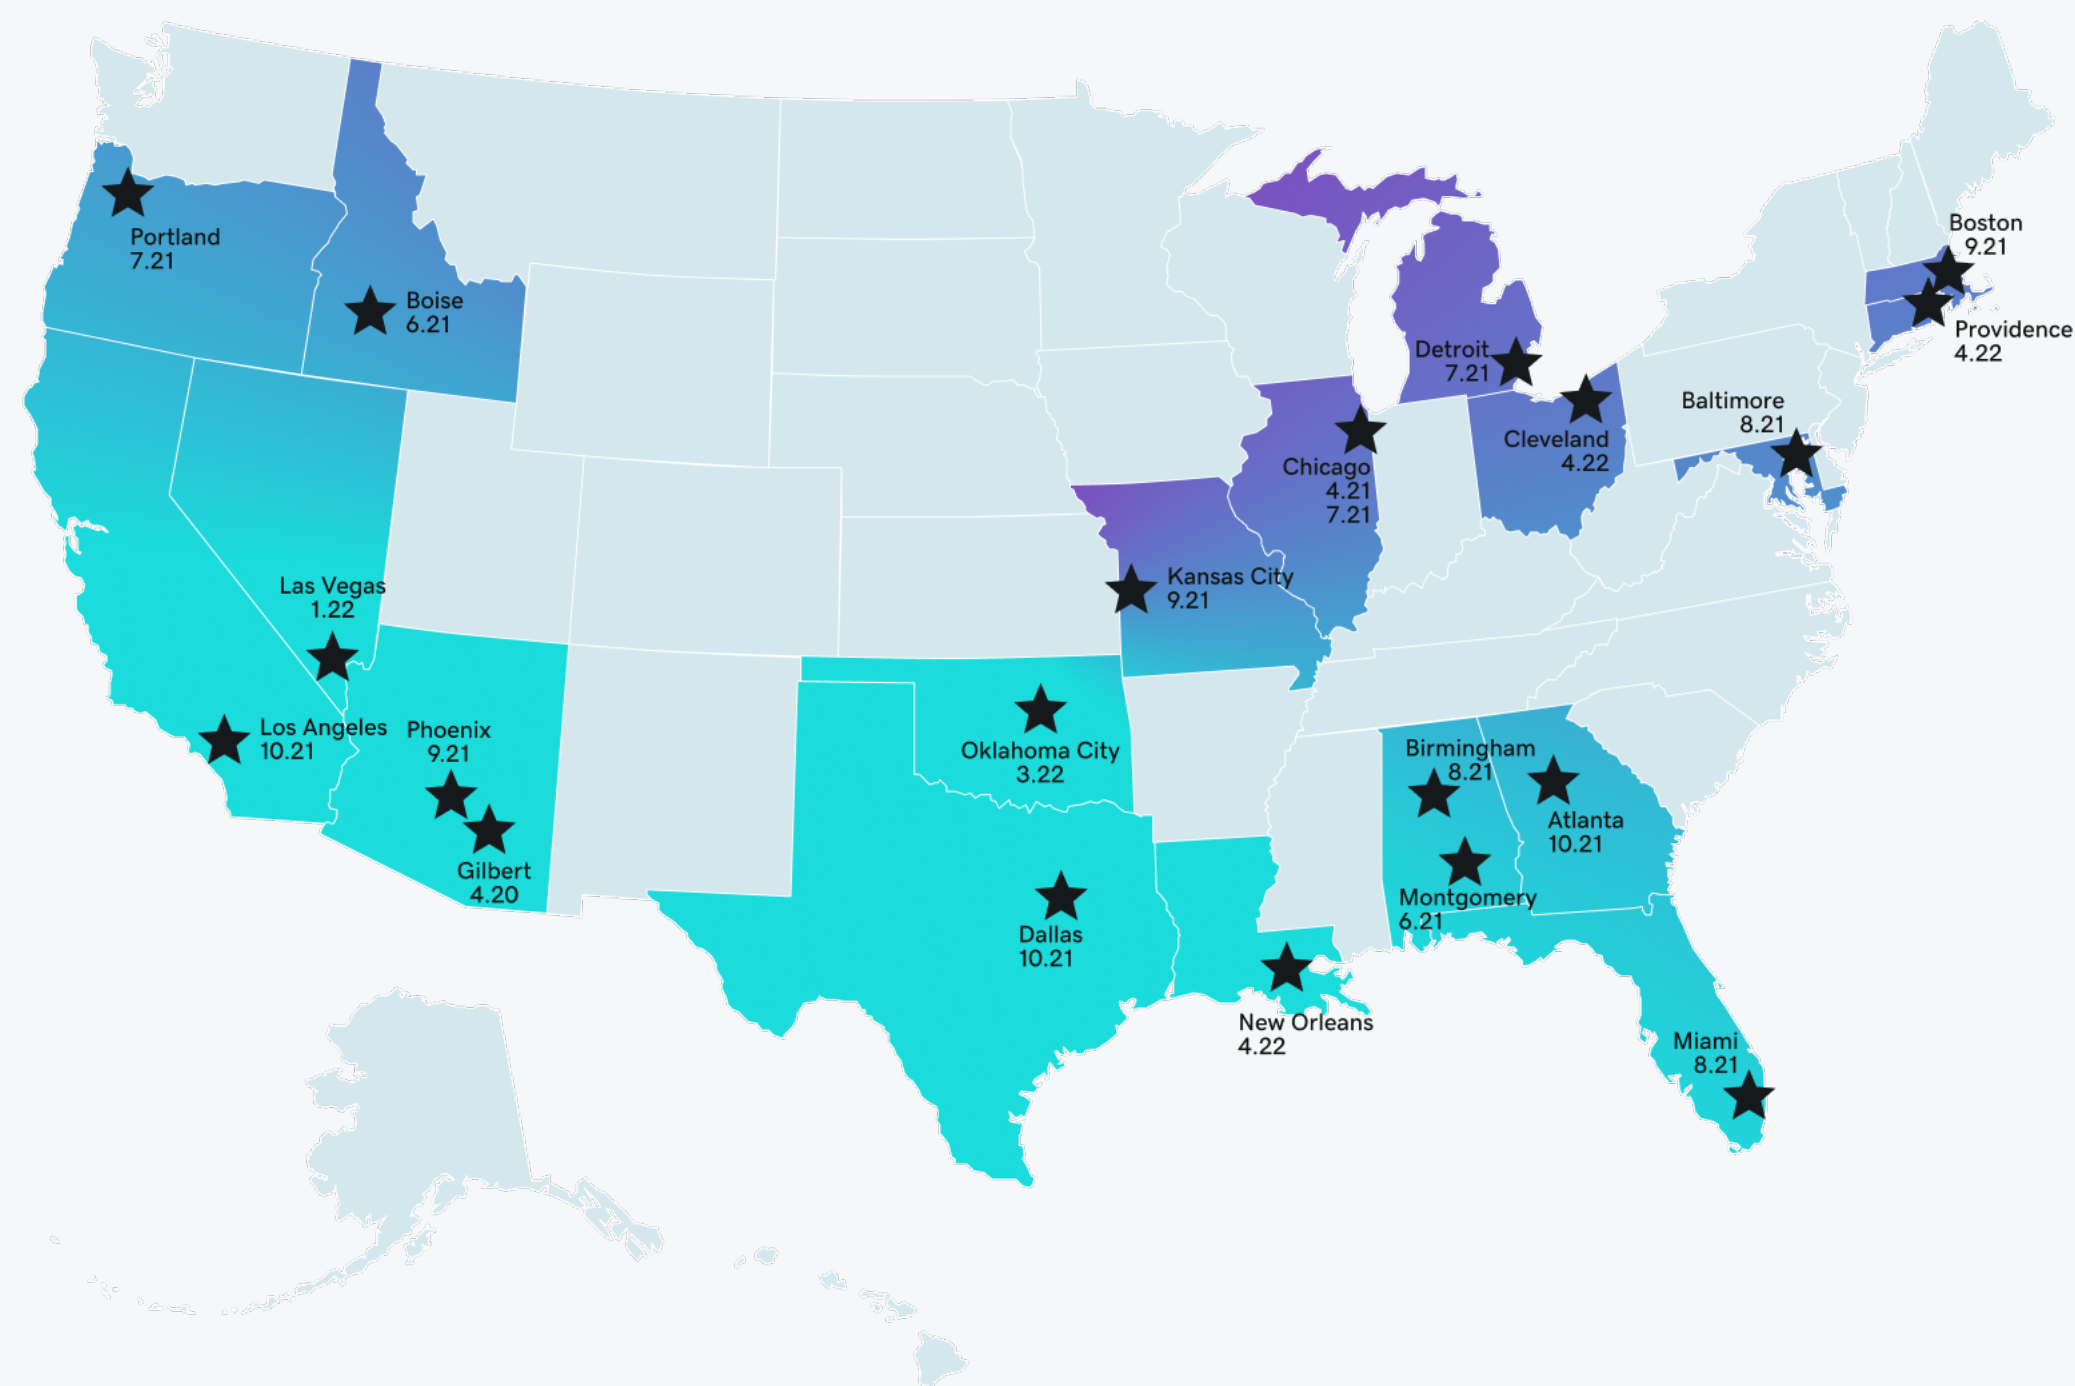 Boston
9.21
Portland
7.21
Boise
6.21
Providence
4.22
Detroit
7.21
Baltimore
8.21
Cleveland
4.22
Chicago
4.21
7.21
Kansas City
9.21
Las Vegas
1.22
Los Angeles
10.21
Phoenix
9.21
Oklahoma City
3.22
Birmingham
8.21
Atlanta
10.21
Gilbert
4.20
Montgomery
6.21
Dallas
10.21
New Orleans
4.22
Miami
8.21